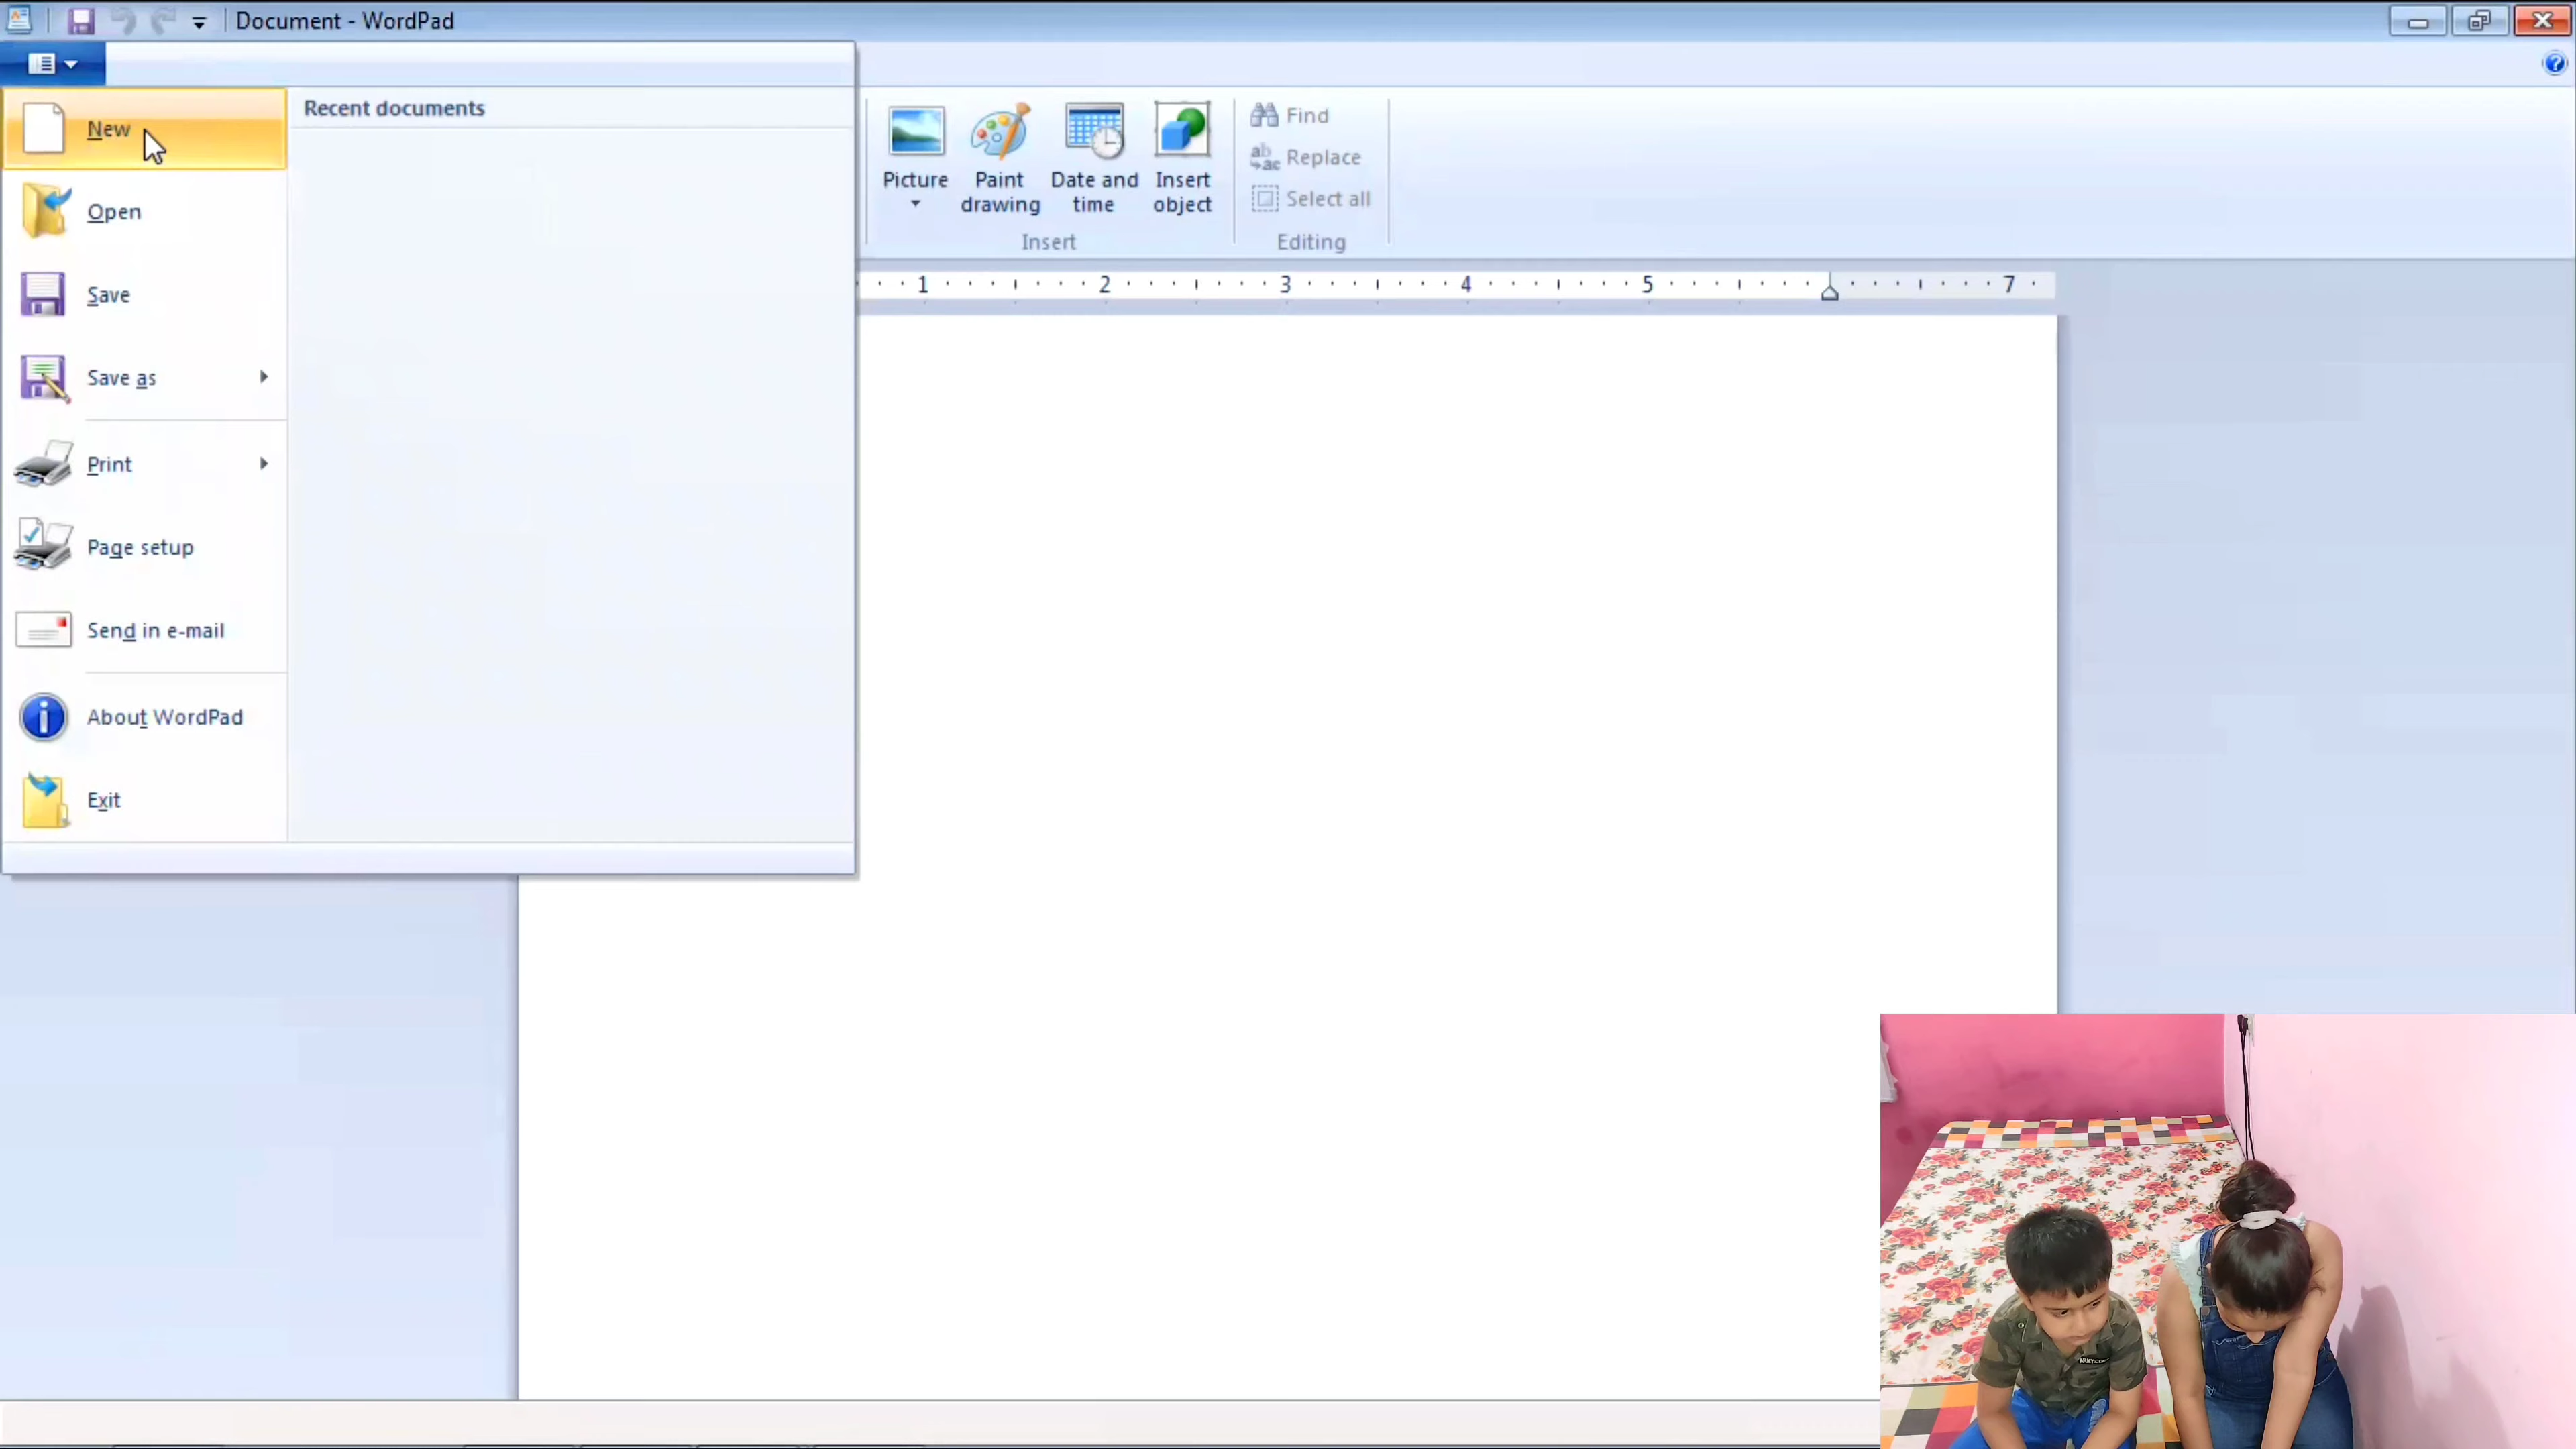 Document - WordPad
New
Open
Save
Save as
Print
Page setup
Send in e-mail
About WordPad
Exit
Recent documents
Picture
Paint drawing
Date and time
Insert object
Insert
Find
Replace
Select all
Editing
1 2 3 4 5 7